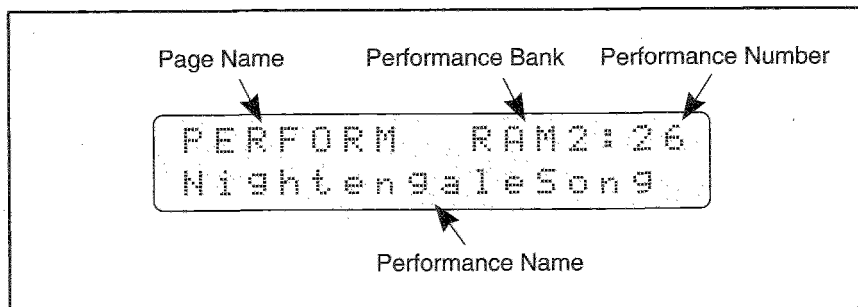 Page Name Performance Bank Performance Number
PERFORM RAM2:26
NightengaleSong
Performance Name